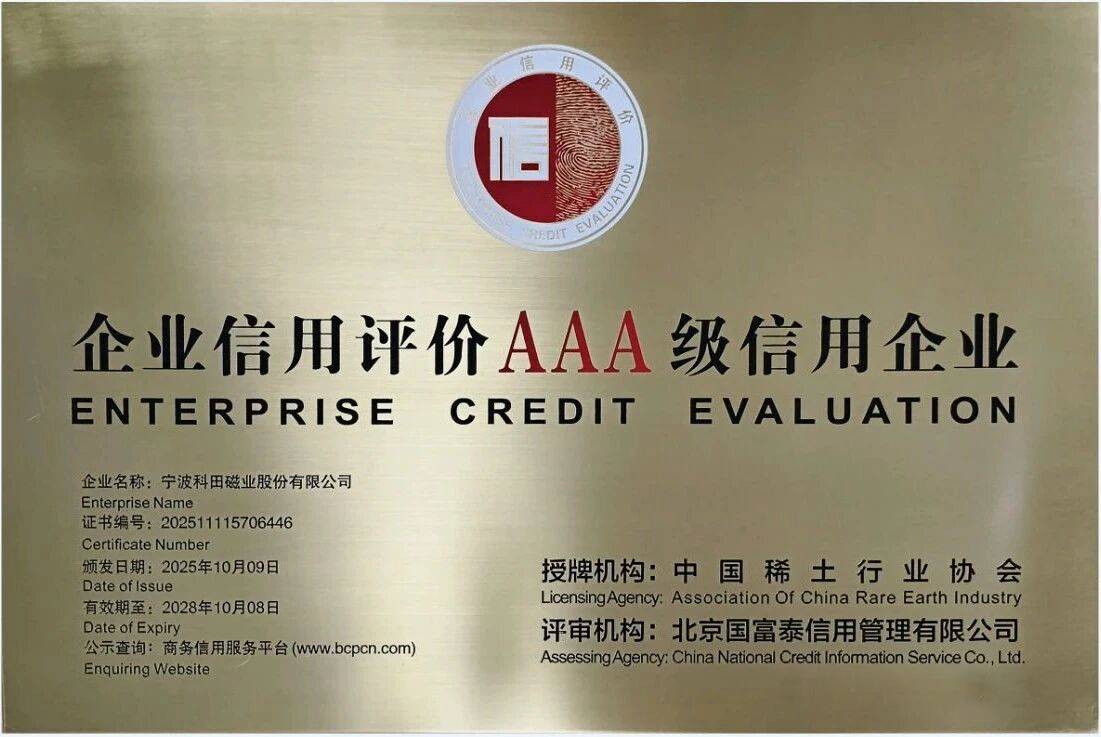 企业信用评价
信
CREDIT EVALUATION
企业信用评价AAA级信用企业
ENTERPRISE CREDIT EVALUATION
企业名称：宁波科田磁业股份有限公司
Enterprise Name
证书编号：202511115706446
Certificate Number
颁发日期：2025年10月09日
Date of Issue
有效期至：2028年10月08日
Date of Expiry
公示查询：商务信用服务平台(www.bcpcn.com)
Enquiring Website
授牌机构：中国稀土行业协会
Licensing Agency: Association Of China Rare Earth Industry
评审机构：北京国富泰信用管理有限公司
Assessing Agency: China National Credit Information Service Co., Ltd.